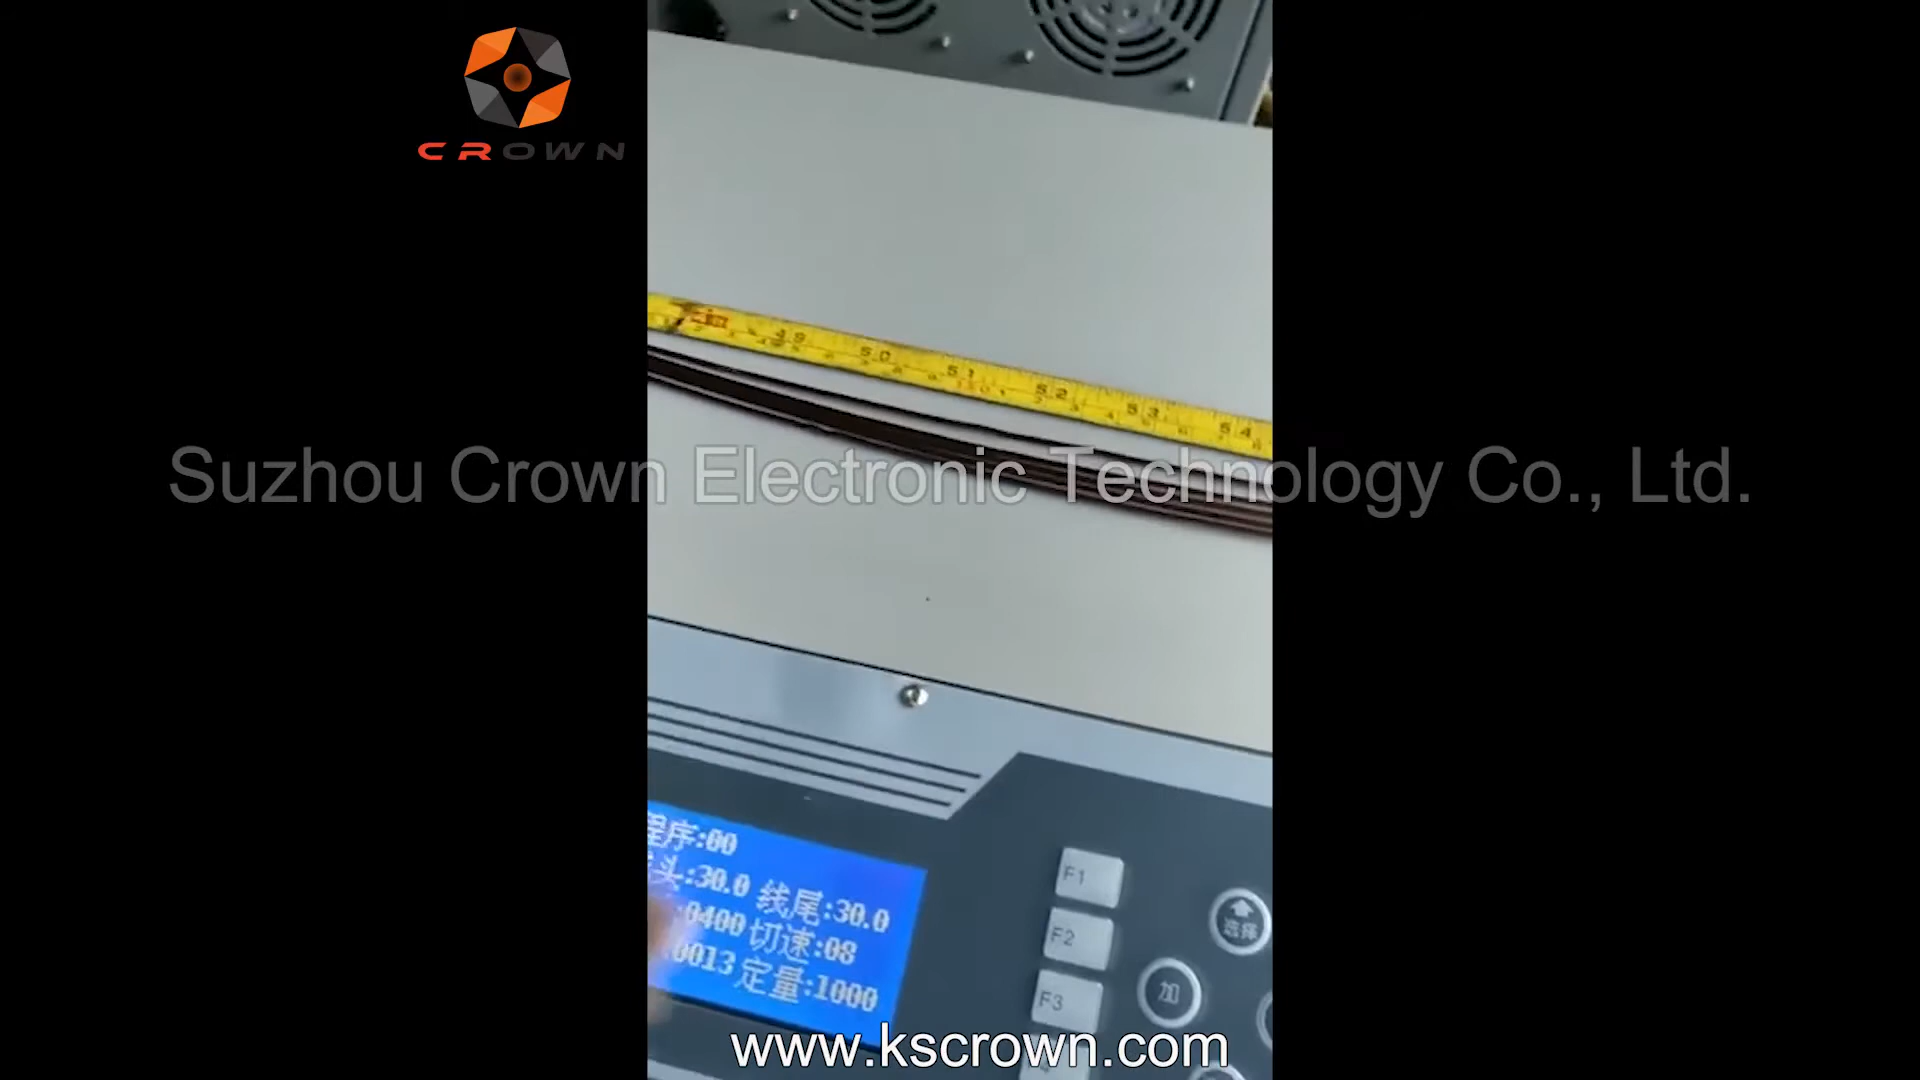 CROWN
49
50
51
52
53
54
Suzhou Crown Electronic Technology Co., Ltd.
程序:00
头:30.0 线尾:30.0
:0400 切速:08
:0013 定量:1000
F1
F2
F3
选择
加
www.kscrown.com